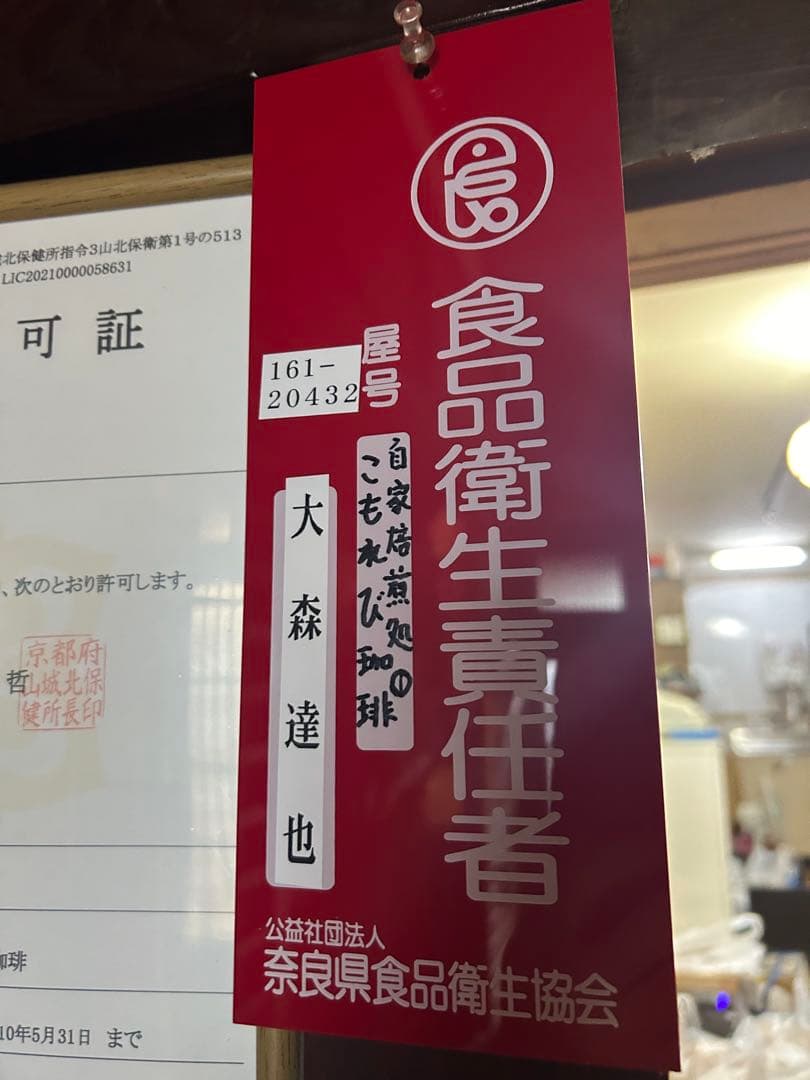 北保健所指令3山北保衛第1号の513
LIC20210000058631
可証
、次のとおり許可します。
哲
京都府
山城北保
健所長印
珈琲
10年5月31日 まで
食
食品衛生責任者
屋号
161-
20432
自家焙煎処の
こもれび珈琲
大森達也
公益社団法人
奈良県食品衛生協会